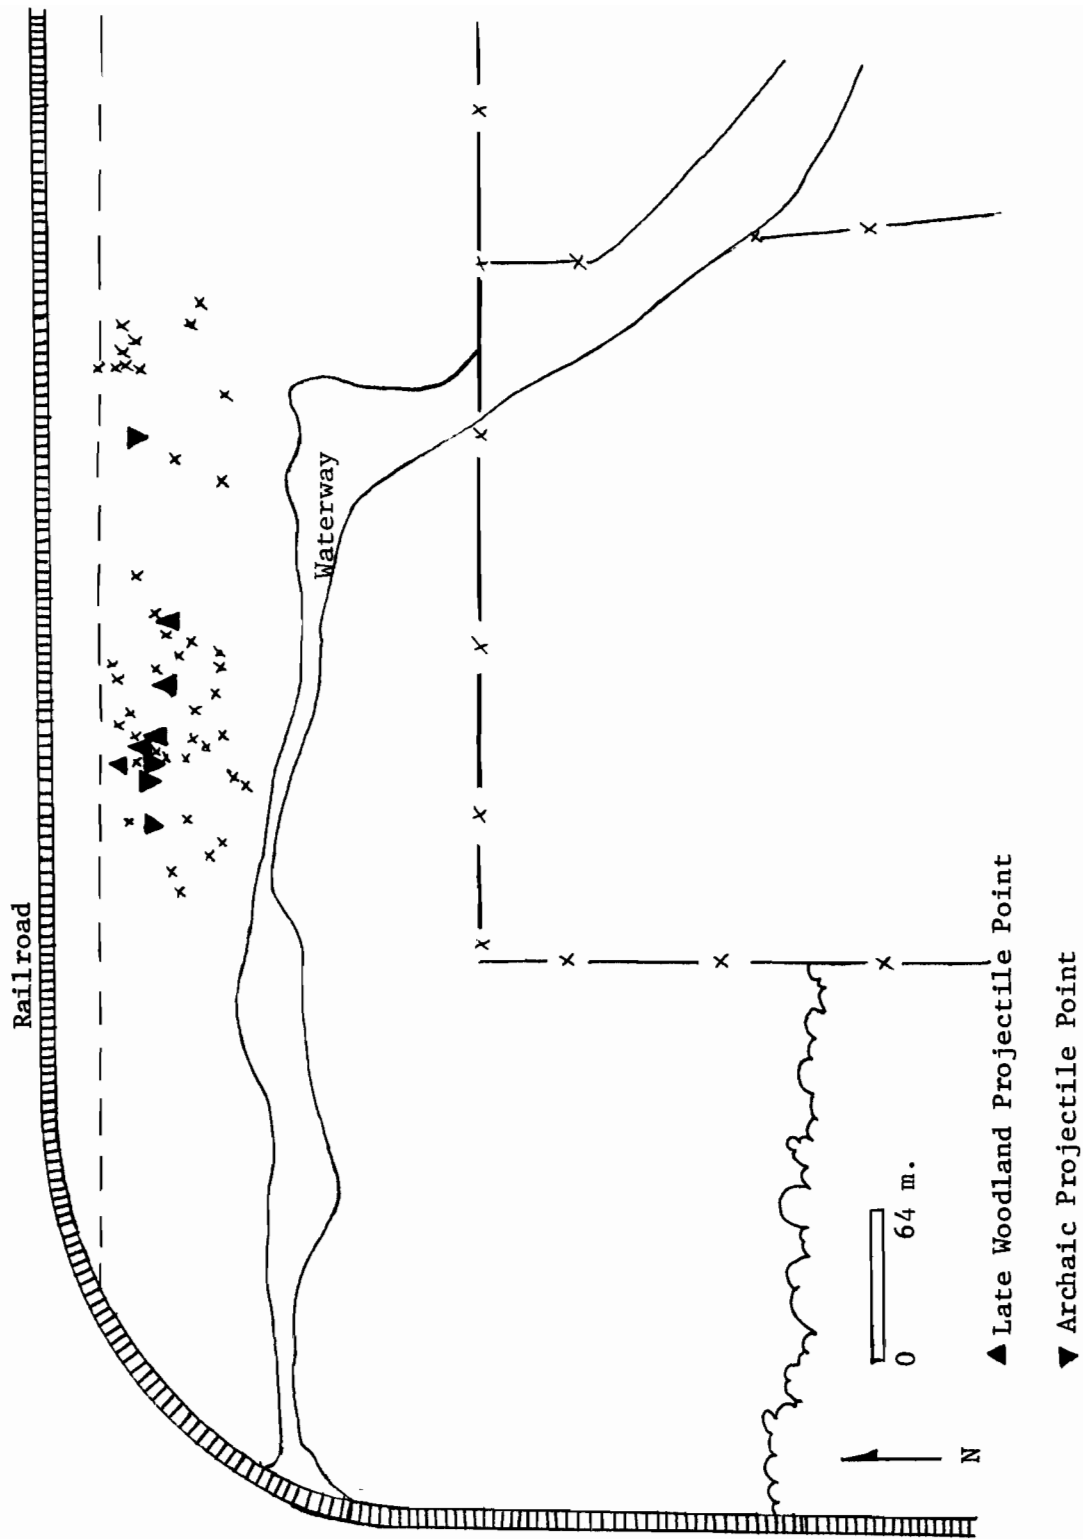 Railroad
Waterway
0 64 m.
N
▲ Late Woodland Projectile Point
▼ Archaic Projectile Point